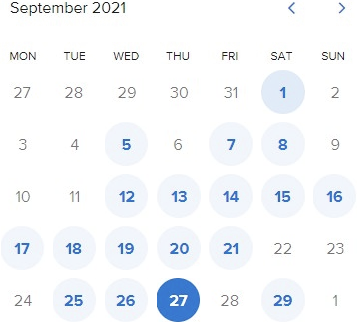 September 2021
MON TUE WED THU FRI SAT SUN
27 28 29 30 31 1 2
3 4 5 6 7 8 9
10 11 12 13 14 15 16
17 18 19 20 21 22 23
24 25 26 27 28 29 1